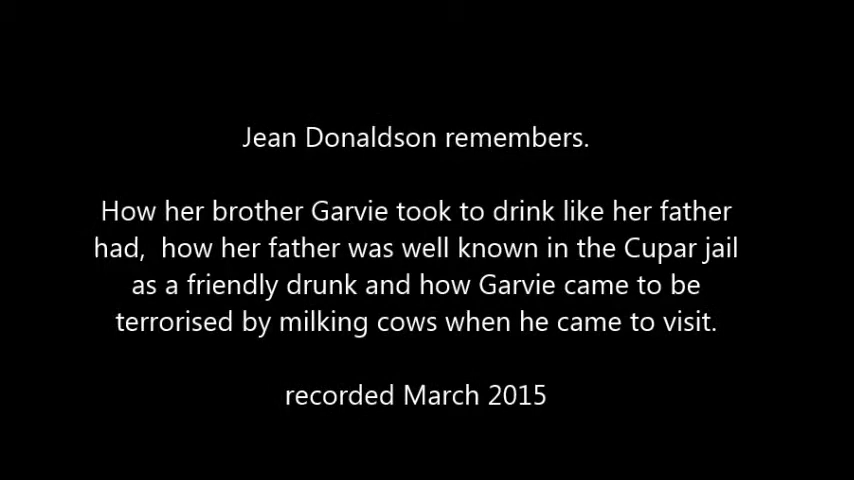 Jean Donaldson remembers.
How her brother Garvie took to drink like her father
had,  how her father was well known in the Cupar jail
as a friendly drunk and how Garvie came to be
terrorised by milking cows when he came to visit.
recorded March 2015